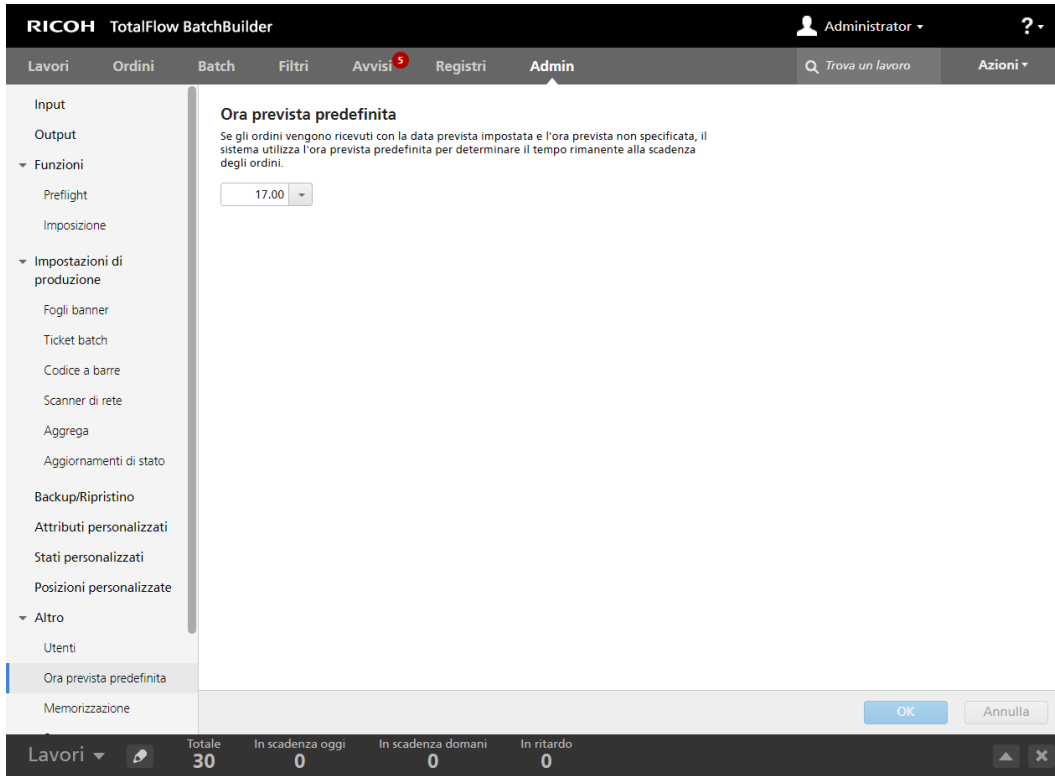 RICOH TotalFlow BatchBuilder
Administrator
?
Lavori
Ordini
Batch
Filtri
Avvisi 5
Registri
Admin
Trova un lavoro
Azioni
Input
Output
Funzioni
Preflight
Imposizione
Impostazioni di
produzione
Fogli banner
Ticket batch
Codice a barre
Scanner di rete
Aggrega
Aggiornamenti di stato
Backup/Ripristino
Attributi personalizzati
Stati personalizzati
Posizioni personalizzate
Altro
Utenti
Ora prevista predefinita
Memorizzazione
Ora prevista predefinita
Se gli ordini vengono ricevuti con la data prevista impostata e l'ora prevista non specificata, il
sistema utilizza l'ora prevista predefinita per determinare il tempo rimanente alla scadenza
degli ordini.
17.00
OK
Annulla
Lavori
Totale
30
In scadenza oggi
0
In scadenza domani
0
In ritardo
0